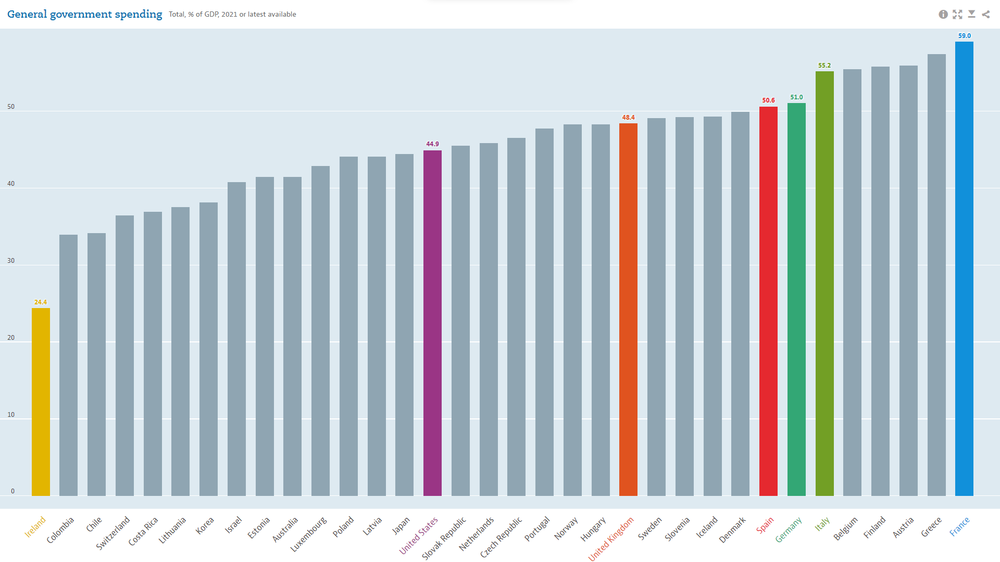 General government spending Total, % of GDP, 2021 or latest available
59.0
55.2
51.0
50.6
48.4
44.9
24.4
50
40
30
20
10
0
Ireland
Colombia
Chile
Switzerland
Costa Rica
Lithuania
Korea
Israel
Estonia
Australia
Luxembourg
Poland
Latvia
Japan
United States
Slovak Republic
Netherlands
Czech Republic
Portugal
Norway
Hungary
United Kingdom
Sweden
Slovenia
Iceland
Denmark
Spain
Germany
Italy
Belgium
Finland
Austria
Greece
France